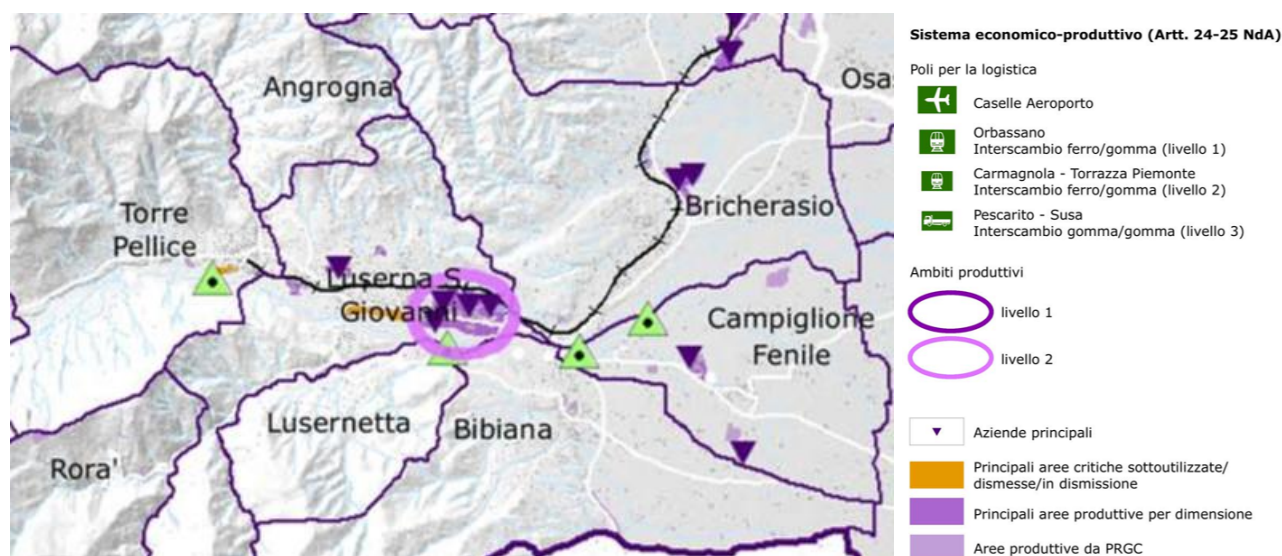 Angrogna
Osa
Torre
Pellice
Bricherasio
Luserna S.
Giovanni
Campiglione
Fenile
Lusernetta
Bibiana
Rora'
Sistema economico-produttivo (Artt. 24-25 NdA)
Poli per la logistica
Caselle Aeroporto
Orbassano
Interscambio ferro/gomma (livello 1)
Carmagnola - Torrazza Piemonte
Interscambio ferro/gomma (livello 2)
Pescarito - Susa
Interscambio gomma/gomma (livello 3)
Ambiti produttivi
livello 1
livello 2
Aziende principali
Principali aree critiche sottoutilizzate/
dismesse/in dismissione
Principali aree produttive per dimensione
Aree produttive da PRGC